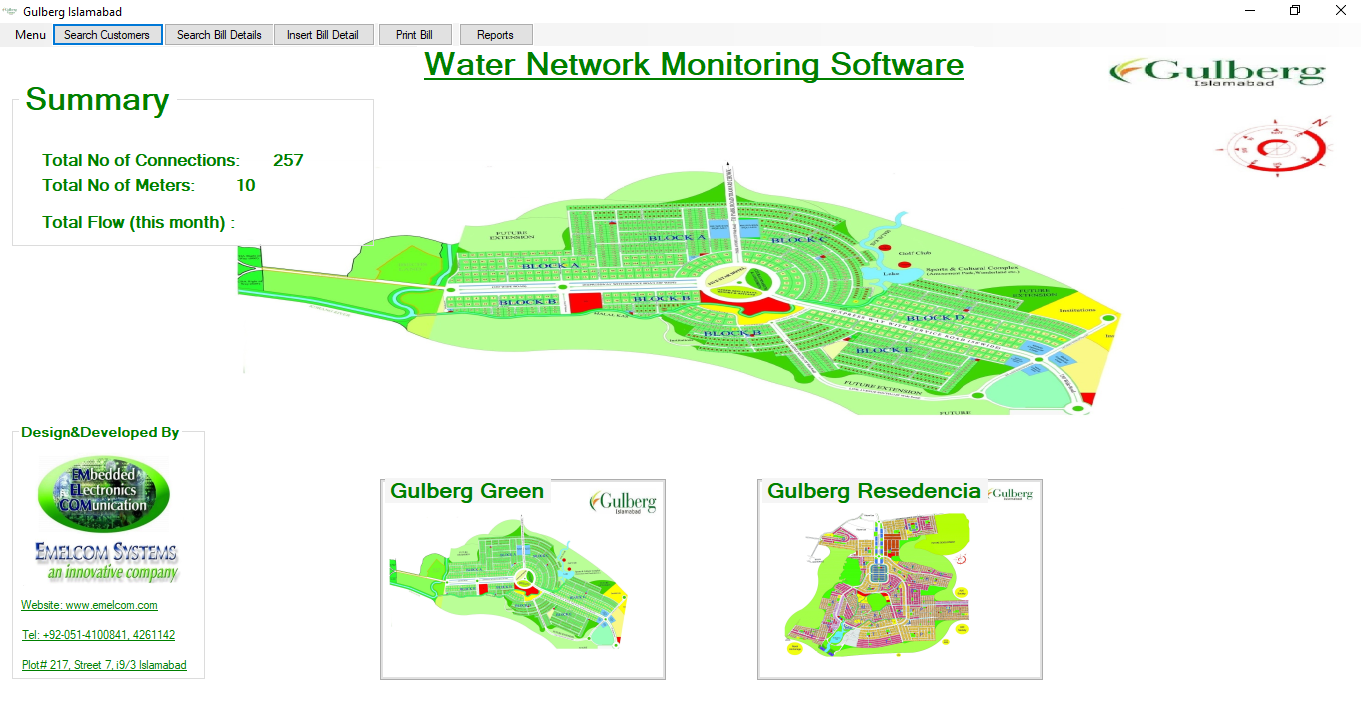 Gulberg Islamabad
Menu
Search Customers
Search Bill Details
Insert Bill Detail
Print Bill
Reports
Water Network Monitoring Software
Gulberg
Islamabad
Summary
Total No of Connections: 257
Total No of Meters: 10
Total Flow (this month) :
N
FUTURE
EXTENSION
BLOCK A
BLOCK A
BLOCK C
BLOCK B
BLOCK B
BLOCK B
BLOCK D
BLOCK E
Golf Club
Lake
Sports & Cultural Complex
(Amusement Park, Wonderland etc.)
FUTURE
EXTENSION
Institutions
FUTURE EXTENSION
FUTURE
Design&Developed By
EMbedded
ELectronics
COMunication
EMELCOM SYSTEMS
an innovative company
Website: www.emelcom.com
Tel: +92-051-4100841, 4261142
Plot# 217, Street 7, i9/3 Islamabad
Gulberg Green
Gulberg
Islamabad
Gulberg Resedencia
Gulberg